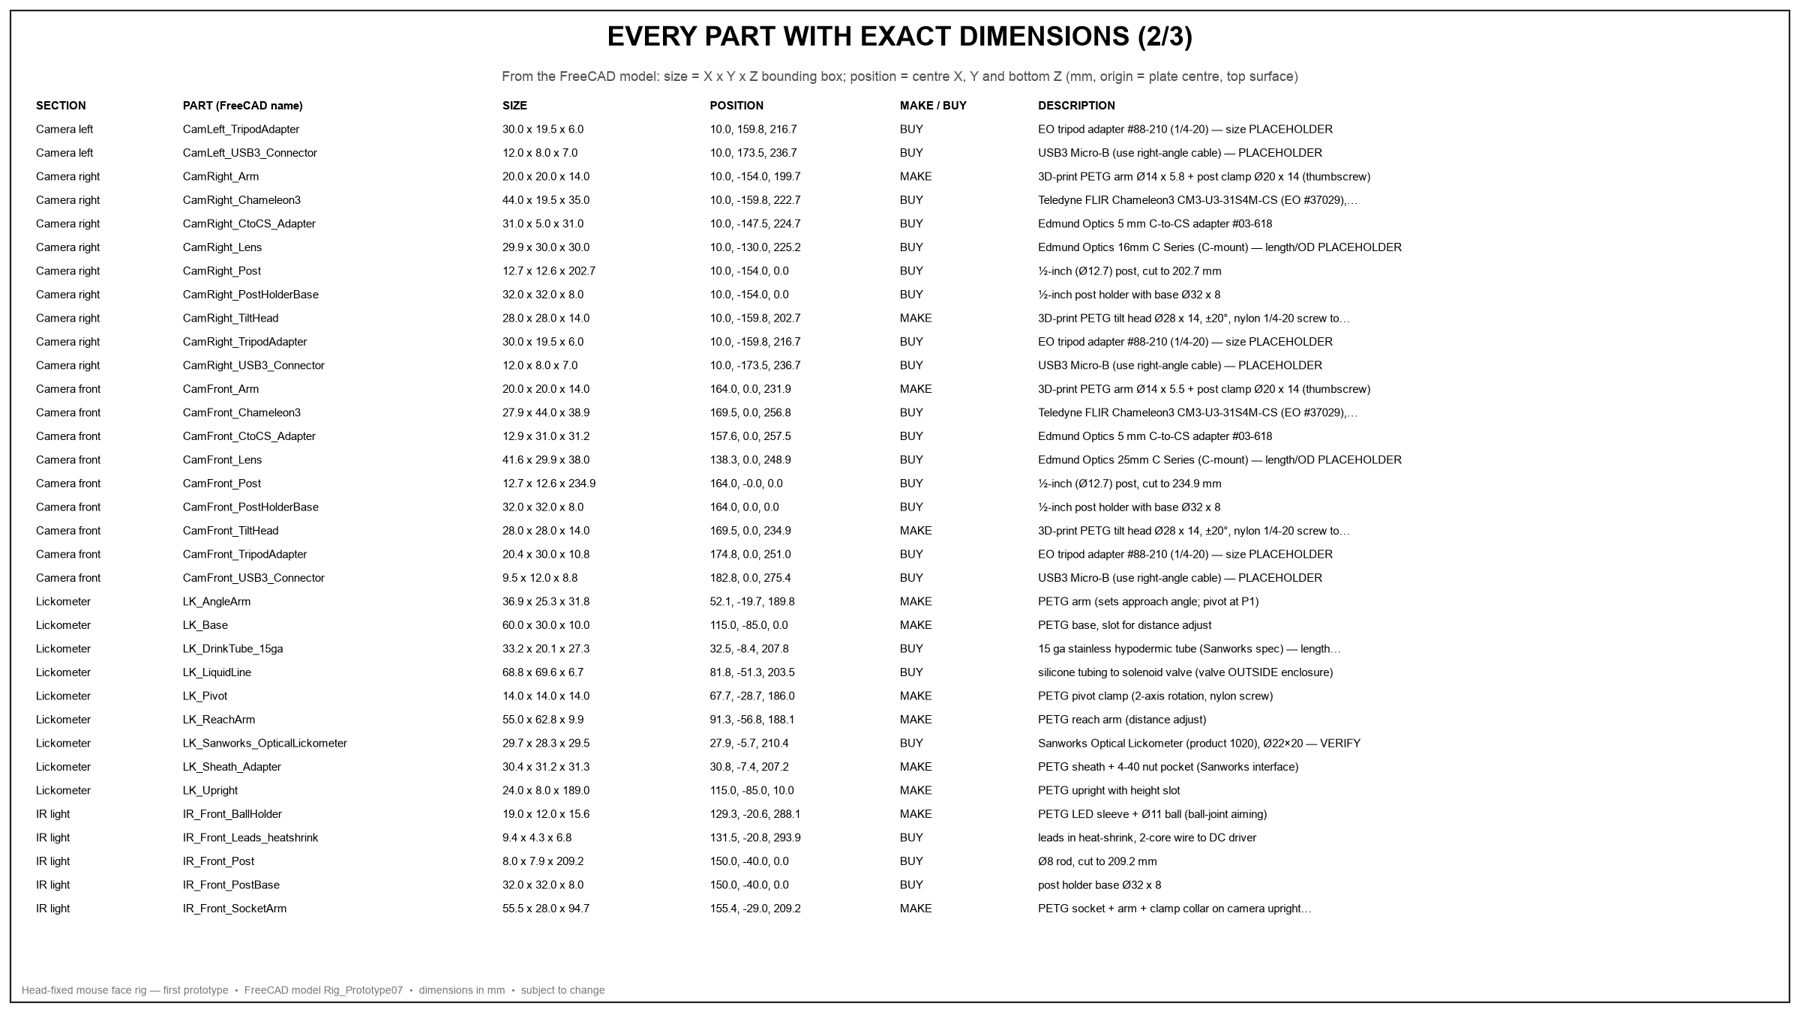 EVERY PART WITH EXACT DIMENSIONS (2/3)
From the FreeCAD model: size = X x Y x Z bounding box; position = centre X, Y and bottom Z (mm, origin = plate centre, top surface)
SECTION PART (FreeCAD name) SIZE POSITION MAKE / BUY DESCRIPTION
Camera left CamLeft_TripodAdapter 30.0 x 19.5 x 6.0 10.0, 159.8, 216.7 BUY EO tripod adapter #88-210 (1/4-20) — size PLACEHOLDER
Camera left CamLeft_USB3_Connector 12.0 x 8.0 x 7.0 10.0, 173.5, 236.7 BUY USB3 Micro-B (use right-angle cable) — PLACEHOLDER
Camera right CamRight_Arm 20.0 x 20.0 x 14.0 10.0, -154.0, 199.7 MAKE 3D-print PETG arm Ø14 x 5.8 + post clamp Ø20 x 14 (thumbscrew)
Camera right CamRight_Chameleon3 44.0 x 19.5 x 35.0 10.0, -159.8, 222.7 BUY Teledyne FLIR Chameleon3 CM3-U3-31S4M-CS (EO #37029),…
Camera right CamRight_CtoCS_Adapter 31.0 x 5.0 x 31.0 10.0, -147.5, 224.7 BUY Edmund Optics 5 mm C-to-CS adapter #03-618
Camera right CamRight_Lens 29.9 x 30.0 x 30.0 10.0, -130.0, 225.2 BUY Edmund Optics 16mm C Series (C-mount) — length/OD PLACEHOLDER
Camera right CamRight_Post 12.7 x 12.6 x 202.7 10.0, -154.0, 0.0 BUY ½-inch (Ø12.7) post, cut to 202.7 mm
Camera right CamRight_PostHolderBase 32.0 x 32.0 x 8.0 10.0, -154.0, 0.0 BUY ½-inch post holder with base Ø32 x 8
Camera right CamRight_TiltHead 28.0 x 28.0 x 14.0 10.0, -159.8, 202.7 MAKE 3D-print PETG tilt head Ø28 x 14, ±20°, nylon 1/4-20 screw to…
Camera right CamRight_TripodAdapter 30.0 x 19.5 x 6.0 10.0, -159.8, 216.7 BUY EO tripod adapter #88-210 (1/4-20) — size PLACEHOLDER
Camera right CamRight_USB3_Connector 12.0 x 8.0 x 7.0 10.0, -173.5, 236.7 BUY USB3 Micro-B (use right-angle cable) — PLACEHOLDER
Camera front CamFront_Arm 20.0 x 20.0 x 14.0 164.0, 0.0, 231.9 MAKE 3D-print PETG arm Ø14 x 5.5 + post clamp Ø20 x 14 (thumbscrew)
Camera front CamFront_Chameleon3 27.9 x 44.0 x 38.9 169.5, 0.0, 256.8 BUY Teledyne FLIR Chameleon3 CM3-U3-31S4M-CS (EO #37029),…
Camera front CamFront_CtoCS_Adapter 12.9 x 31.0 x 31.2 157.6, 0.0, 257.5 BUY Edmund Optics 5 mm C-to-CS adapter #03-618
Camera front CamFront_Lens 41.6 x 29.9 x 38.0 138.3, 0.0, 248.9 BUY Edmund Optics 25mm C Series (C-mount) — length/OD PLACEHOLDER
Camera front CamFront_Post 12.7 x 12.6 x 234.9 164.0, -0.0, 0.0 BUY ½-inch (Ø12.7) post, cut to 234.9 mm
Camera front CamFront_PostHolderBase 32.0 x 32.0 x 8.0 164.0, 0.0, 0.0 BUY ½-inch post holder with base Ø32 x 8
Camera front CamFront_TiltHead 28.0 x 28.0 x 14.0 169.5, 0.0, 234.9 MAKE 3D-print PETG tilt head Ø28 x 14, ±20°, nylon 1/4-20 screw to…
Camera front CamFront_TripodAdapter 20.4 x 30.0 x 10.8 174.8, 0.0, 251.0 BUY EO tripod adapter #88-210 (1/4-20) — size PLACEHOLDER
Camera front CamFront_USB3_Connector 9.5 x 12.0 x 8.8 182.8, 0.0, 275.4 BUY USB3 Micro-B (use right-angle cable) — PLACEHOLDER
Lickometer LK_AngleArm 36.9 x 25.3 x 31.8 52.1, -19.7, 189.8 MAKE PETG arm (sets approach angle; pivot at P1)
Lickometer LK_Base 60.0 x 30.0 x 10.0 115.0, -85.0, 0.0 MAKE PETG base, slot for distance adjust
Lickometer LK_DrinkTube_15ga 33.2 x 20.1 x 27.3 32.5, -8.4, 207.8 BUY 15 ga stainless hypodermic tube (Sanworks spec) — length…
Lickometer LK_LiquidLine 68.8 x 69.6 x 6.7 81.8, -51.3, 203.5 BUY silicone tubing to solenoid valve (valve OUTSIDE enclosure)
Lickometer LK_Pivot 14.0 x 14.0 x 14.0 67.7, -28.7, 186.0 MAKE PETG pivot clamp (2-axis rotation, nylon screw)
Lickometer LK_ReachArm 55.0 x 62.8 x 9.9 91.3, -56.8, 188.1 MAKE PETG reach arm (distance adjust)
Lickometer LK_Sanworks_OpticalLickometer 29.7 x 28.3 x 29.5 27.9, -5.7, 210.4 BUY Sanworks Optical Lickometer (product 1020), Ø22×20 — VERIFY
Lickometer LK_Sheath_Adapter 30.4 x 31.2 x 31.3 30.8, -7.4, 207.2 MAKE PETG sheath + 4-40 nut pocket (Sanworks interface)
Lickometer LK_Upright 24.0 x 8.0 x 189.0 115.0, -85.0, 10.0 MAKE PETG upright with height slot
IR light IR_Front_BallHolder 19.0 x 12.0 x 15.6 129.3, -20.6, 288.1 MAKE PETG LED sleeve + Ø11 ball (ball-joint aiming)
IR light IR_Front_Leads_heatshrink 9.4 x 4.3 x 6.8 131.5, -20.8, 293.9 BUY leads in heat-shrink, 2-core wire to DC driver
IR light IR_Front_Post 8.0 x 7.9 x 209.2 150.0, -40.0, 0.0 BUY Ø8 rod, cut to 209.2 mm
IR light IR_Front_PostBase 32.0 x 32.0 x 8.0 150.0, -40.0, 0.0 BUY post holder base Ø32 x 8
IR light IR_Front_SocketArm 55.5 x 28.0 x 94.7 155.4, -29.0, 209.2 MAKE PETG socket + arm + clamp collar on camera upright…
Head-fixed mouse face rig — first prototype • FreeCAD model Rig_Prototype07 • dimensions in mm • subject to change